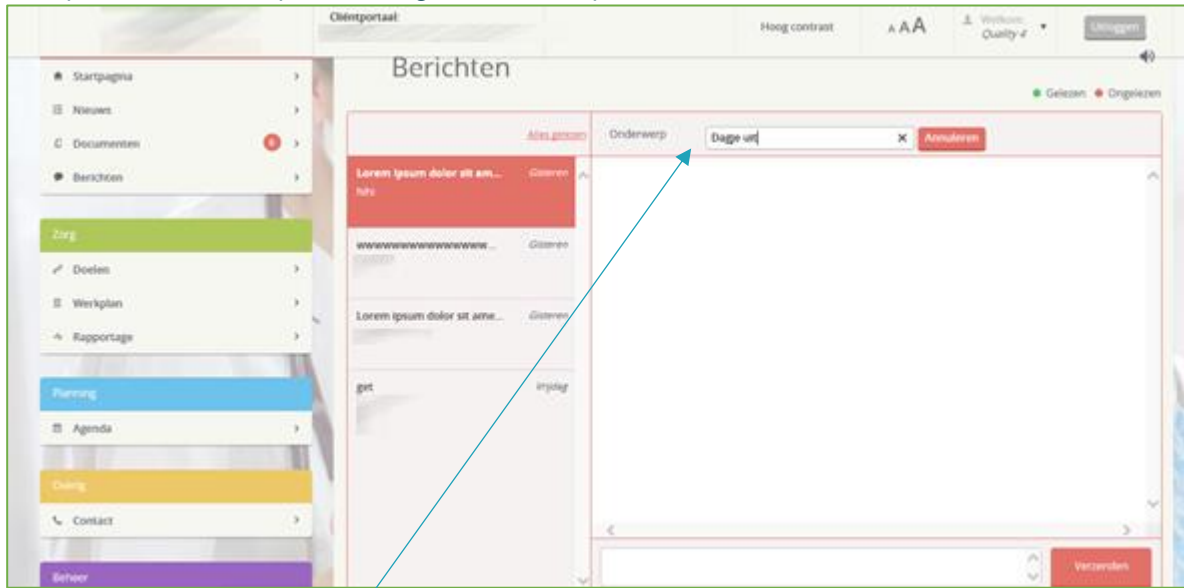 Cliëntportaal:
Hoog contrast
A A A
Welkom:
Quality 4
Uitloggen
Startpagina
Nieuws
Documenten
Berichten
Zorg
Doelen
Werkplan
Rapportage
Planning
Agenda
Overig
Contact
Beheer
Berichten
Gelezen Ongelezen
Alles gelezen
Onderwerp Dagje uit Annuleren
Lorem ipsum dolor sit am... Gisteren
wwwwwwwwwwwwwwww... Gisteren
Lorem ipsum dolor sit ame... Gisteren
get vrijdag
Verzenden